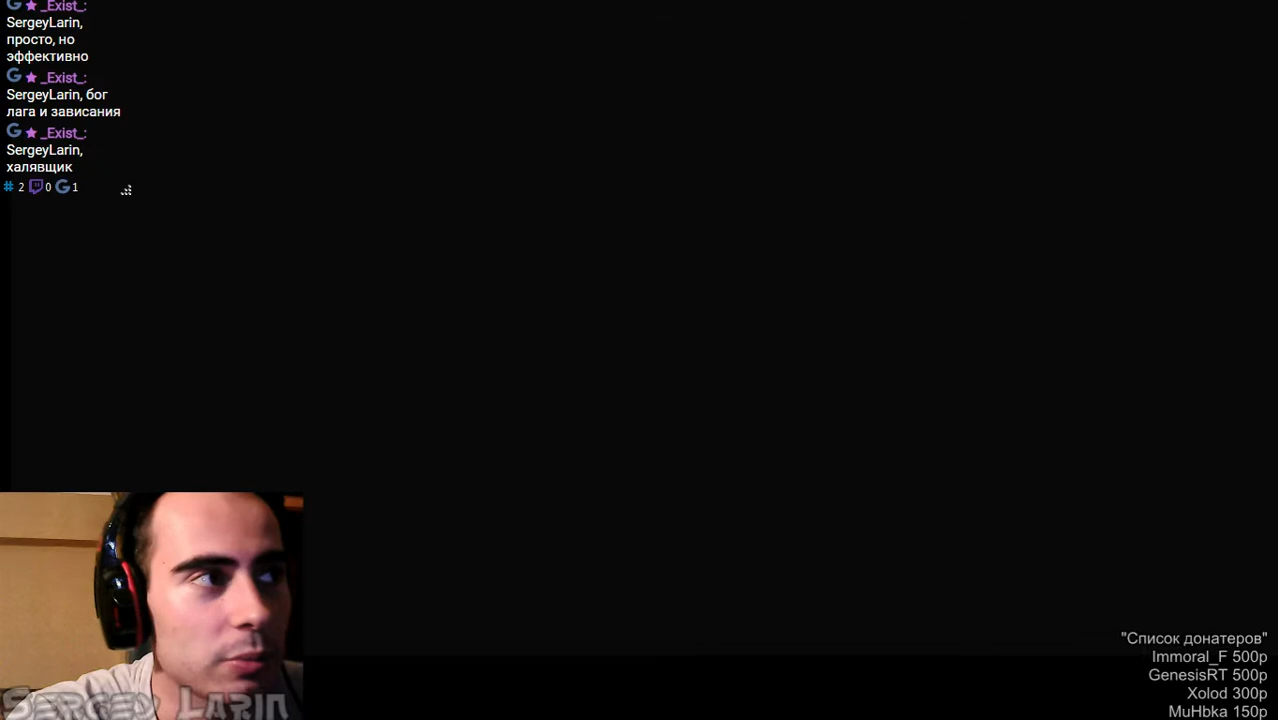 _Exist_:
SergeyLarin,
просто, но
эффективно
_Exist_:
SergeyLarin, бог
лага и зависания
_Exist_:
SergeyLarin,
халявщик
2 0 G 1
Sergey Larin
"Список донатеров"
Immoral_F 500р
GenesisRT 500р
Xolod 300р
MuHbka 150р